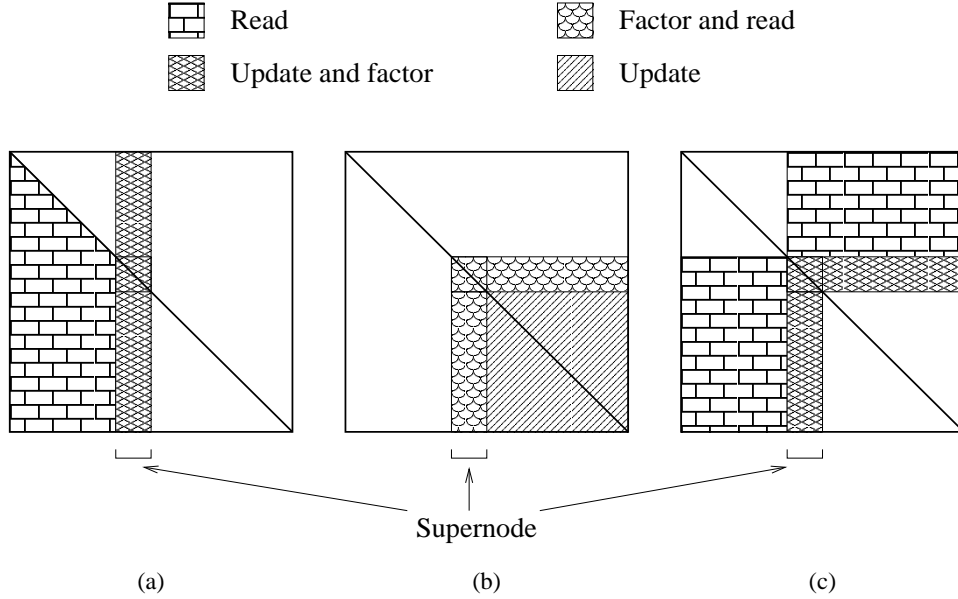 Read
Factor and read
Update and factor
Update
Supernode
(a)
(b)
(c)